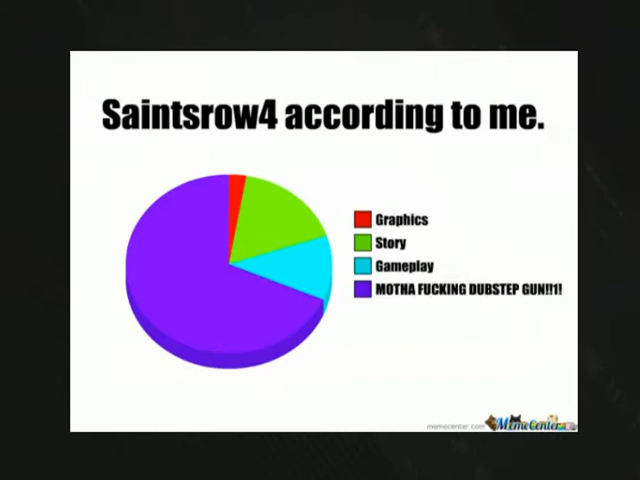 Saintsrow4 according to me.
Graphics
Story
Gameplay
MOTHA FUCKING DUBSTEP GUN!!1!
memecenter.com MemeCenter